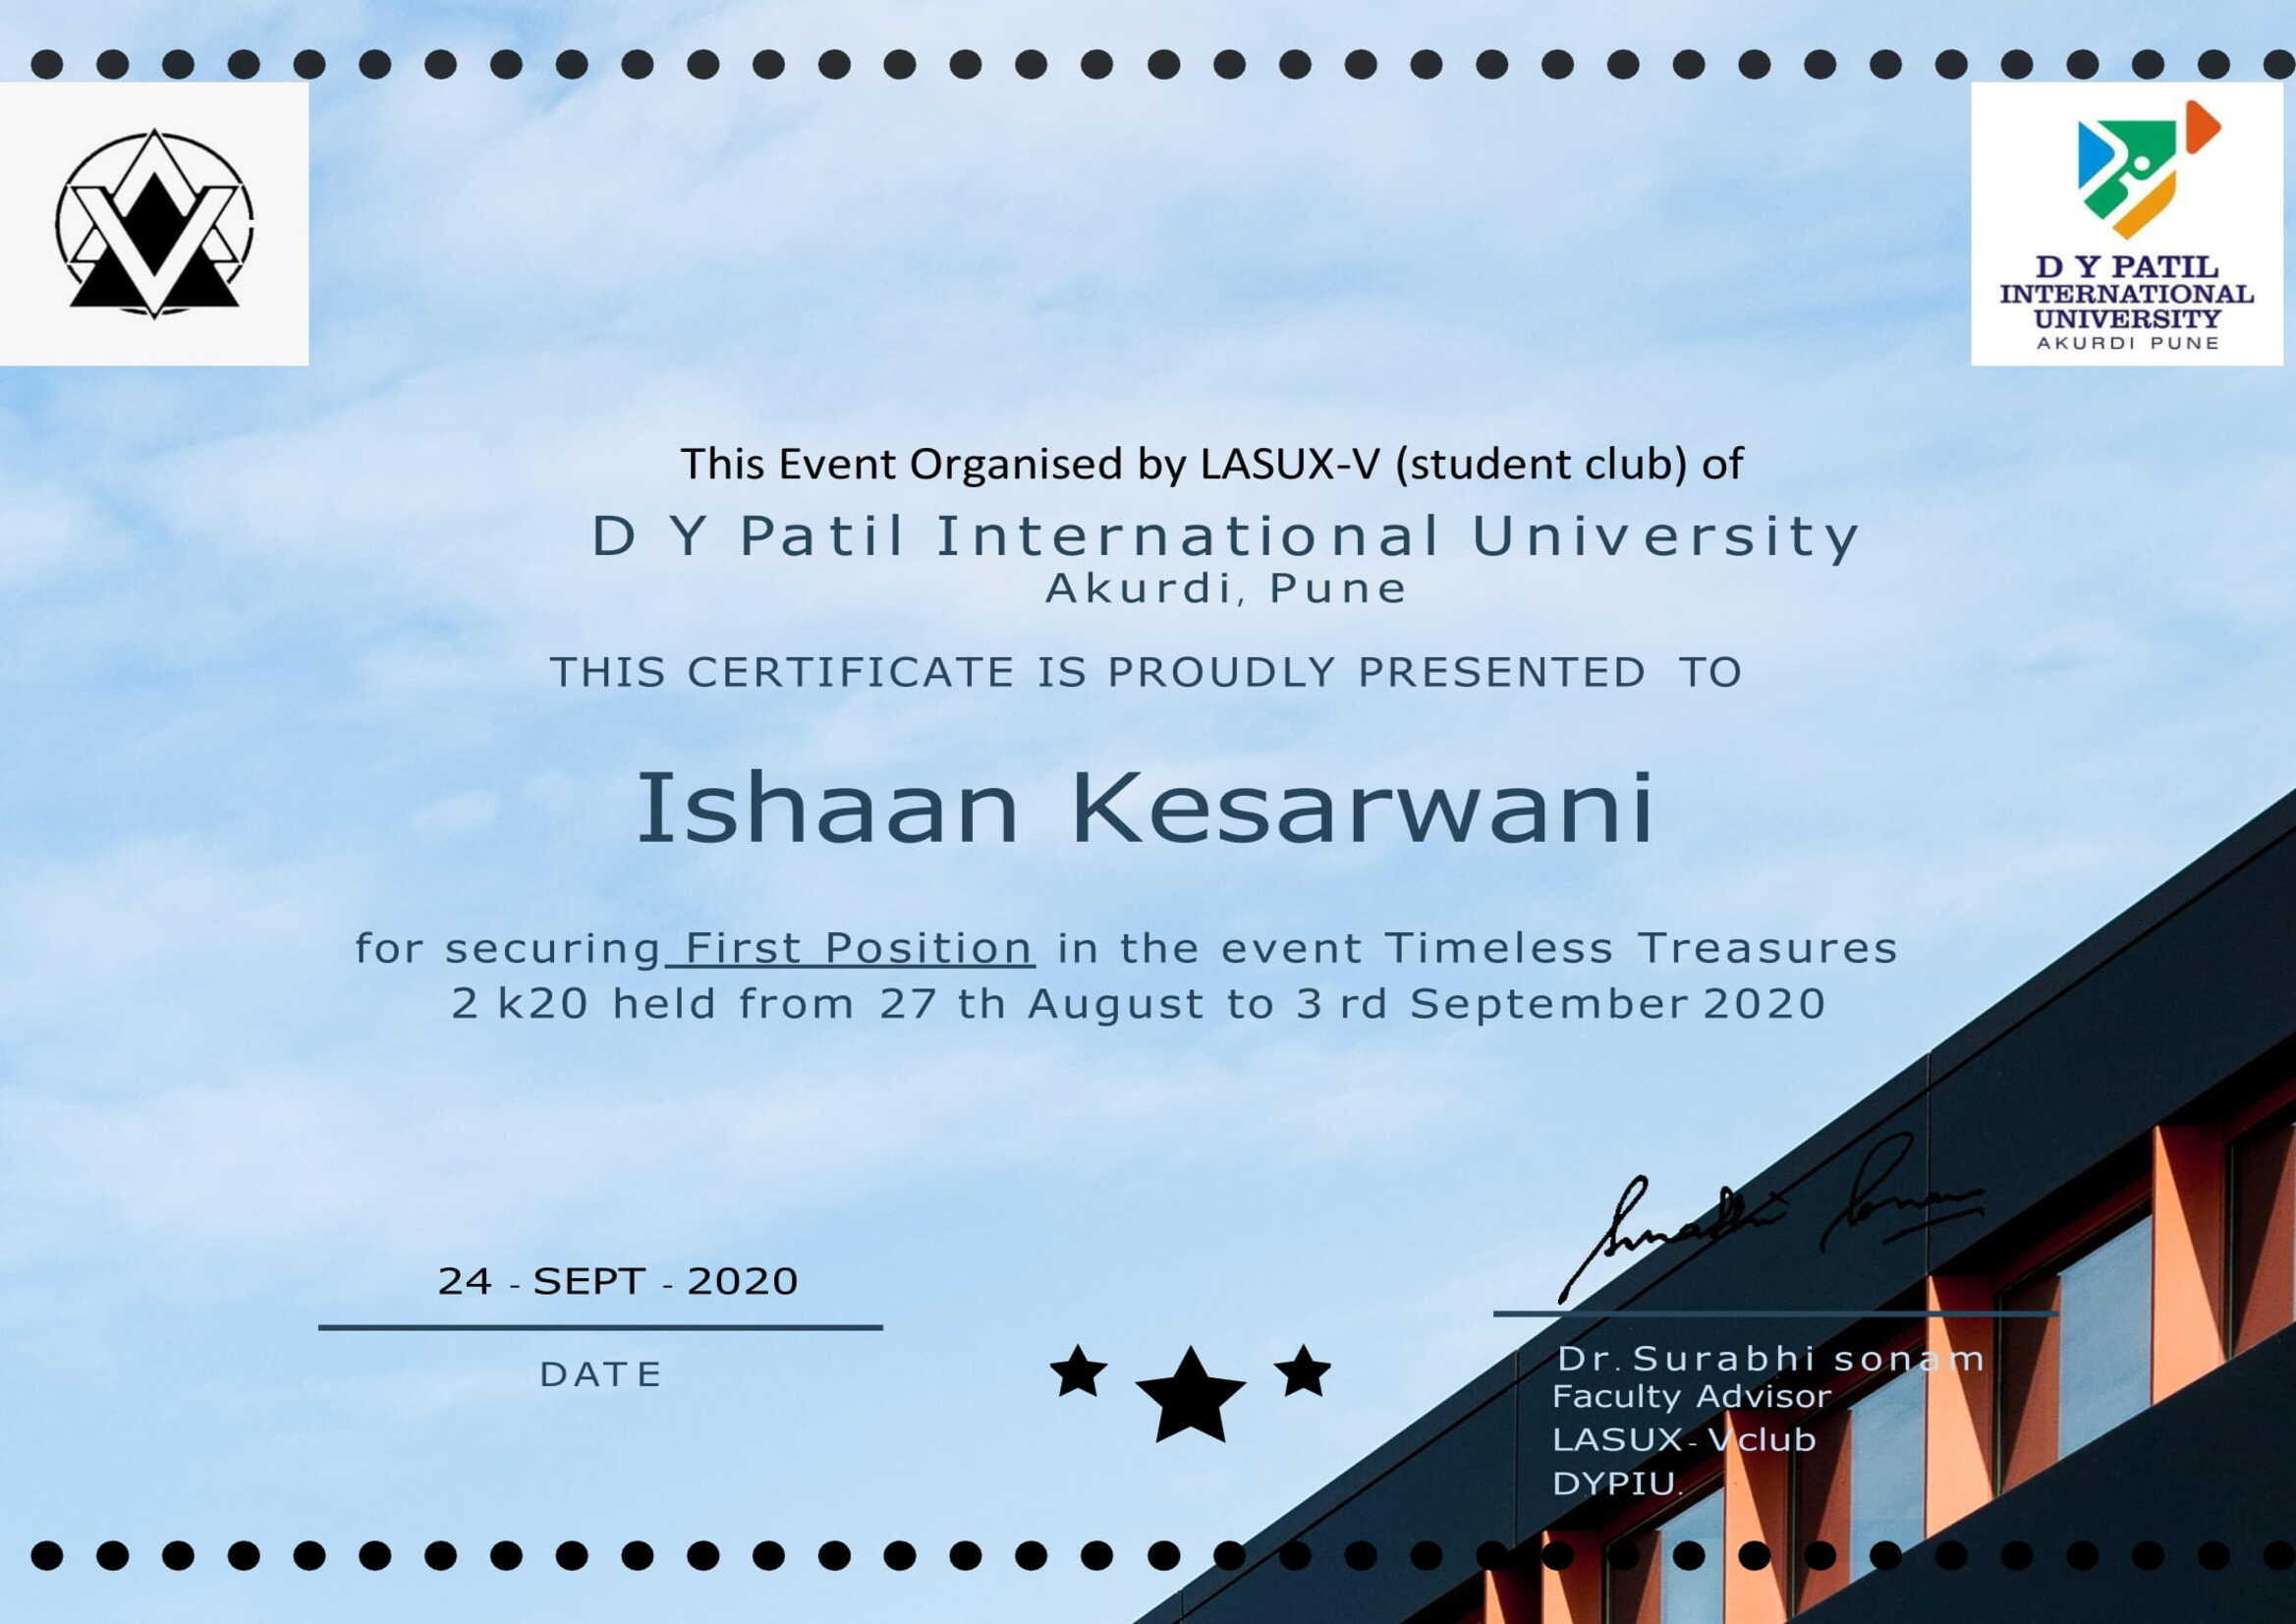 D Y PATIL
INTERNATIONAL
UNIVERSITY
AKURDI PUNE
This Event Organised by LASUX-V (student club) of
D Y Patil International University
Akurdi, Pune
THIS CERTIFICATE IS PROUDLY PRESENTED TO
Ishaan Kesarwani
for securing First Position in the event Timeless Treasures
2 k20 held from 27 th August to 3 rd September 2020
Surabhi Sonam
24 - SEPT - 2020
DATE
Dr. Surabhi sonam
Faculty Advisor
LASUX- Vclub
DYPIU.